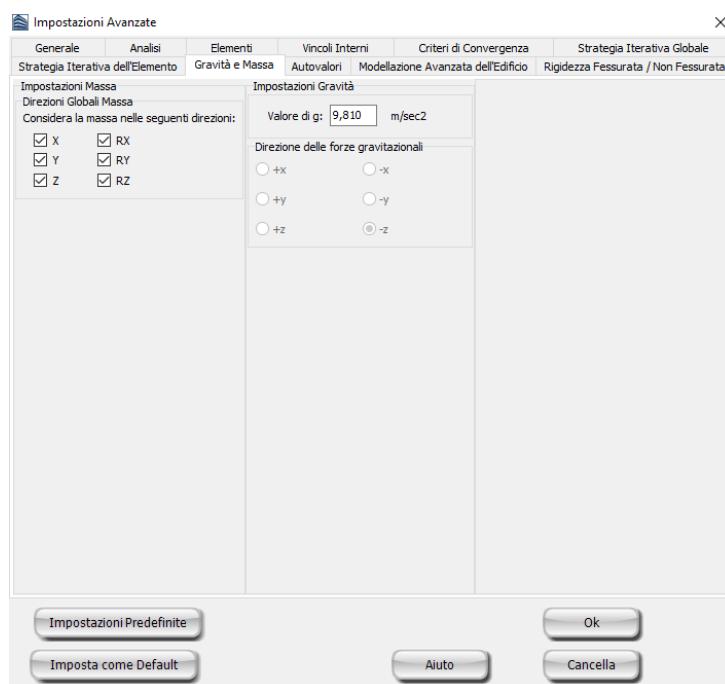 Impostazioni Avanzate
Generale Analisi Elementi Vincoli Interni Criteri di Convergenza Strategia Iterativa Globale
Strategia Iterativa dell'Elemento Gravità e Massa Autovalori Modellazione Avanzata dell'Edificio Rigidezza Fessurata / Non Fessurata
Impostazioni Massa
Direzioni Globali Massa
Considera la massa nelle seguenti direzioni:
X RX
Y RY
Z RZ
Impostazioni Gravità
Valore di g: 9,810 m/sec2
Direzione delle forze gravitazionali
+x -x
+y -y
+z -z
Impostazioni Predefinite Ok
Imposta come Default Aiuto Cancella